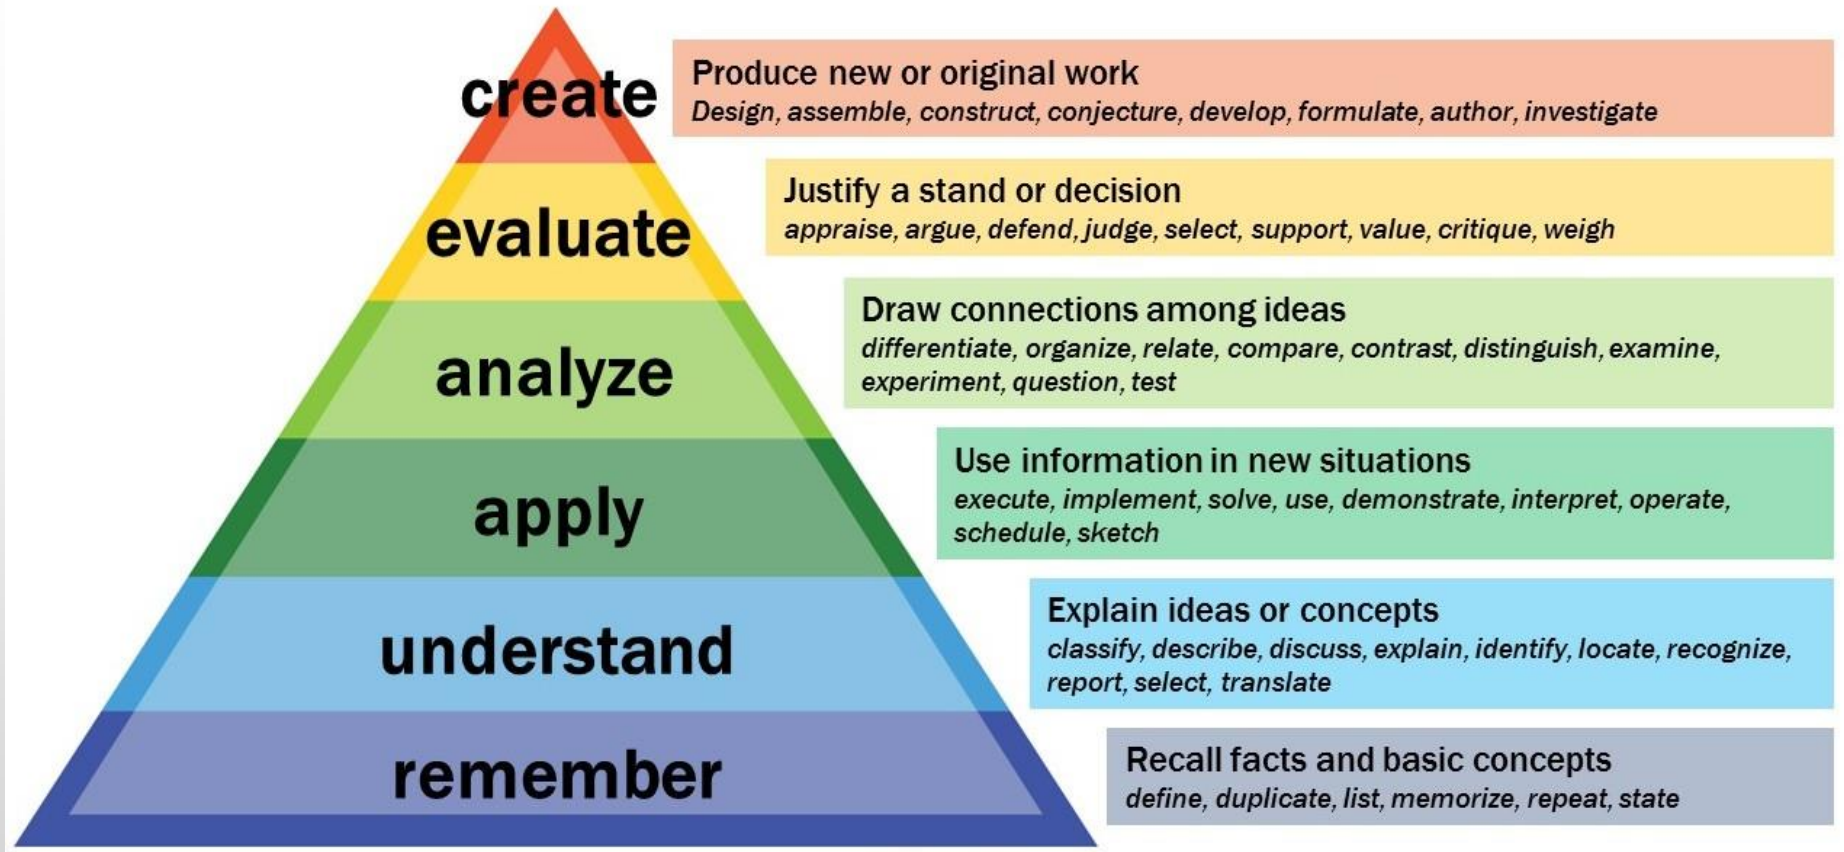 create
Produce new or original work
Design, assemble, construct, conjecture, develop, formulate, author, investigate
evaluate
Justify a stand or decision
appraise, argue, defend, judge, select, support, value, critique, weigh
analyze
Draw connections among ideas
differentiate, organize, relate, compare, contrast, distinguish, examine,
experiment, question, test
apply
Use information in new situations
execute, implement, solve, use, demonstrate, interpret, operate,
schedule, sketch
understand
Explain ideas or concepts
classify, describe, discuss, explain, identify, locate, recognize,
report, select, translate
remember
Recall facts and basic concepts
define, duplicate, list, memorize, repeat, state